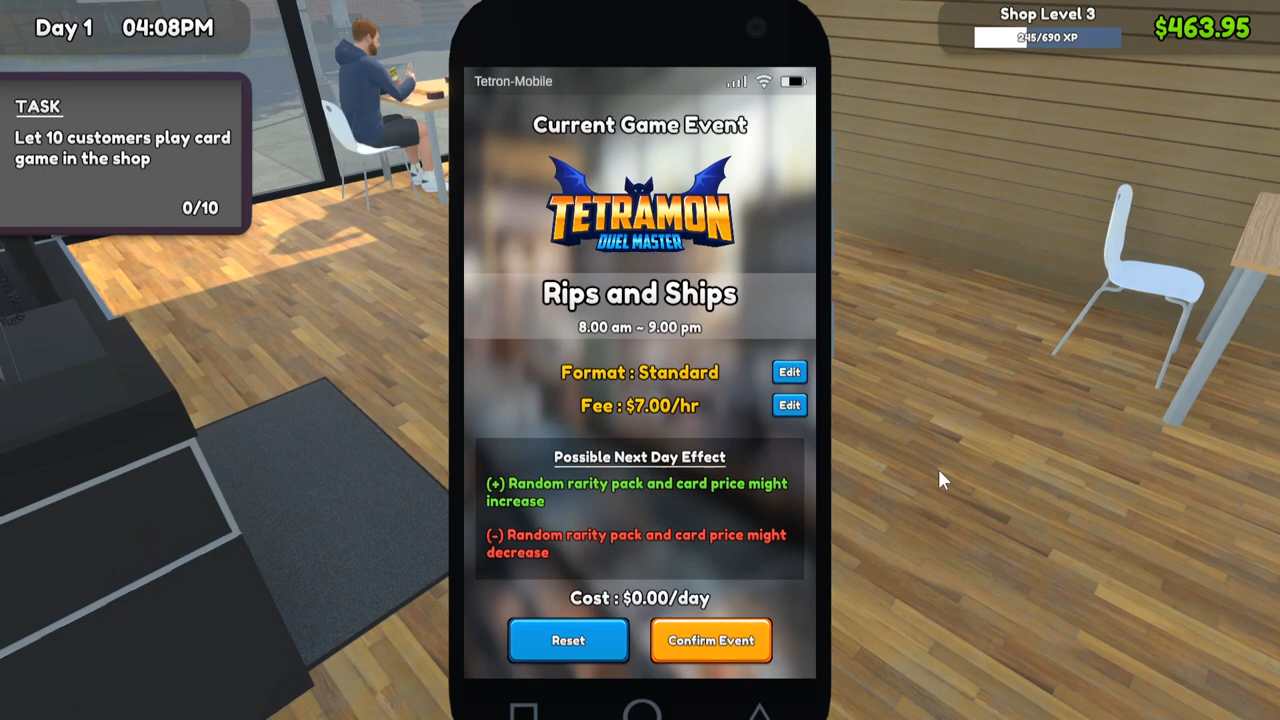 Day 1 04:08PM
Shop Level 3
245/690 XP
$463.95
TASK
Let 10 customers play card
game in the shop
0/10
Tetron-Mobile
Current Game Event
TETRAMON
DUEL MASTER
Rips and Ships
8.00 am ~ 9.00 pm
Format : Standard
Edit
Fee : $7.00/hr
Edit
Possible Next Day Effect
(+) Random rarity pack and card price might
increase
(-) Random rarity pack and card price might
decrease
Cost : $0.00/day
Reset
Confirm Event